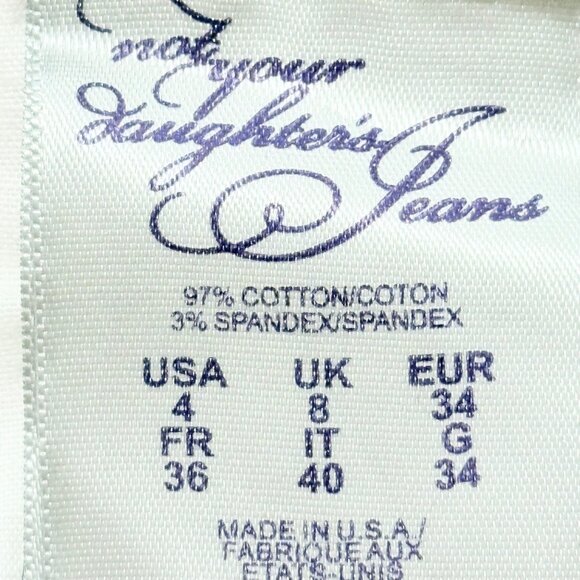 not your
daughter's
Jeans
97% COTTON/COTON
3% SPANDEX/SPANDEX
USA UK EUR
4 8 34
FR IT G
36 40 34
MADE IN U.S.A./
FABRIQUE AUX
ETATS-UNIS